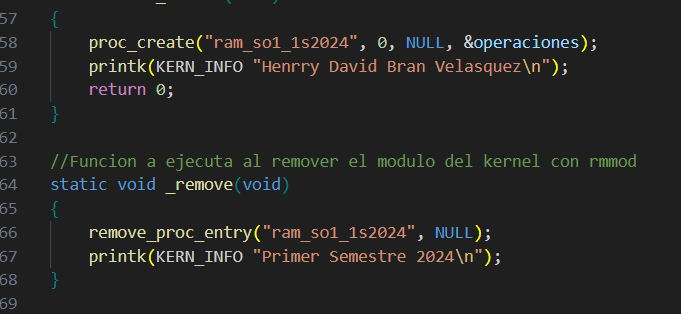 57 {
58 proc_create("ram_so1_1s2024", 0, NULL, &operaciones);
59 printk(KERN_INFO "Henrry David Bran Velasquez\n");
60 return 0;
61 }
62
63 //Funcion a ejecuta al remover el modulo del kernel con rmmod
64 static void _remove(void)
65 {
66 remove_proc_entry("ram_so1_1s2024", NULL);
67 printk(KERN_INFO "Primer Semestre 2024\n");
68 }
69